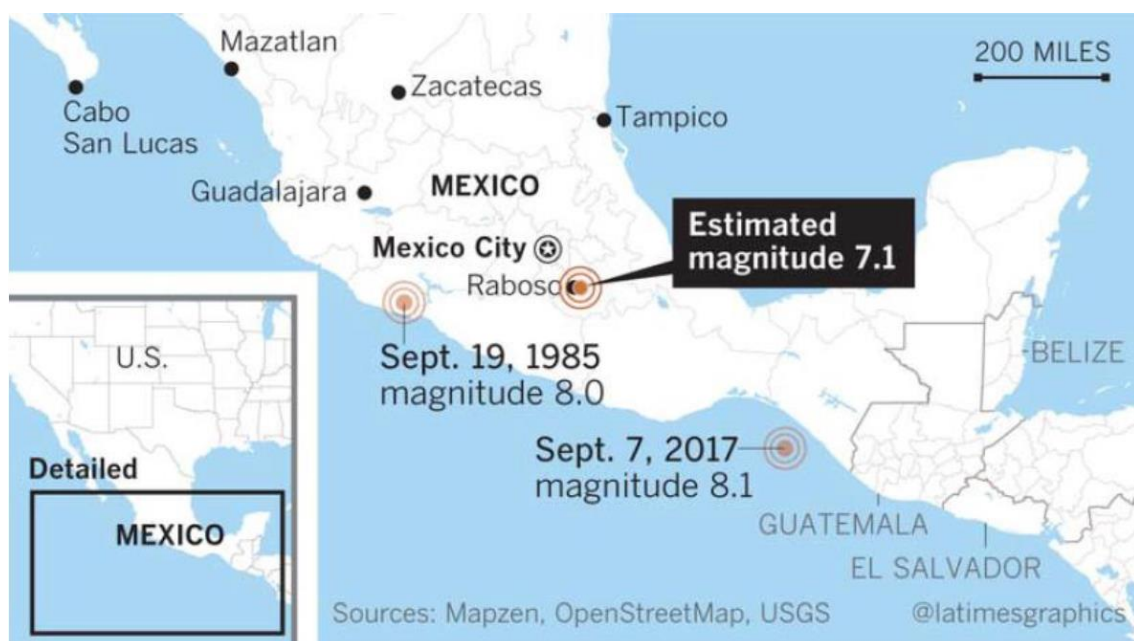 Mazatlan
200 MILES
Zacatecas
Cabo
San Lucas
Tampico
MEXICO
Guadalajara
Estimated
magnitude 7.1
Mexico City
Raboso
Sept. 19, 1985
magnitude 8.0
BELIZE
U.S.
Sept. 7, 2017
magnitude 8.1
Detailed
MEXICO
GUATEMALA
EL SALVADOR
Sources: Mapzen, OpenStreetMap, USGS
@latimesgraphics